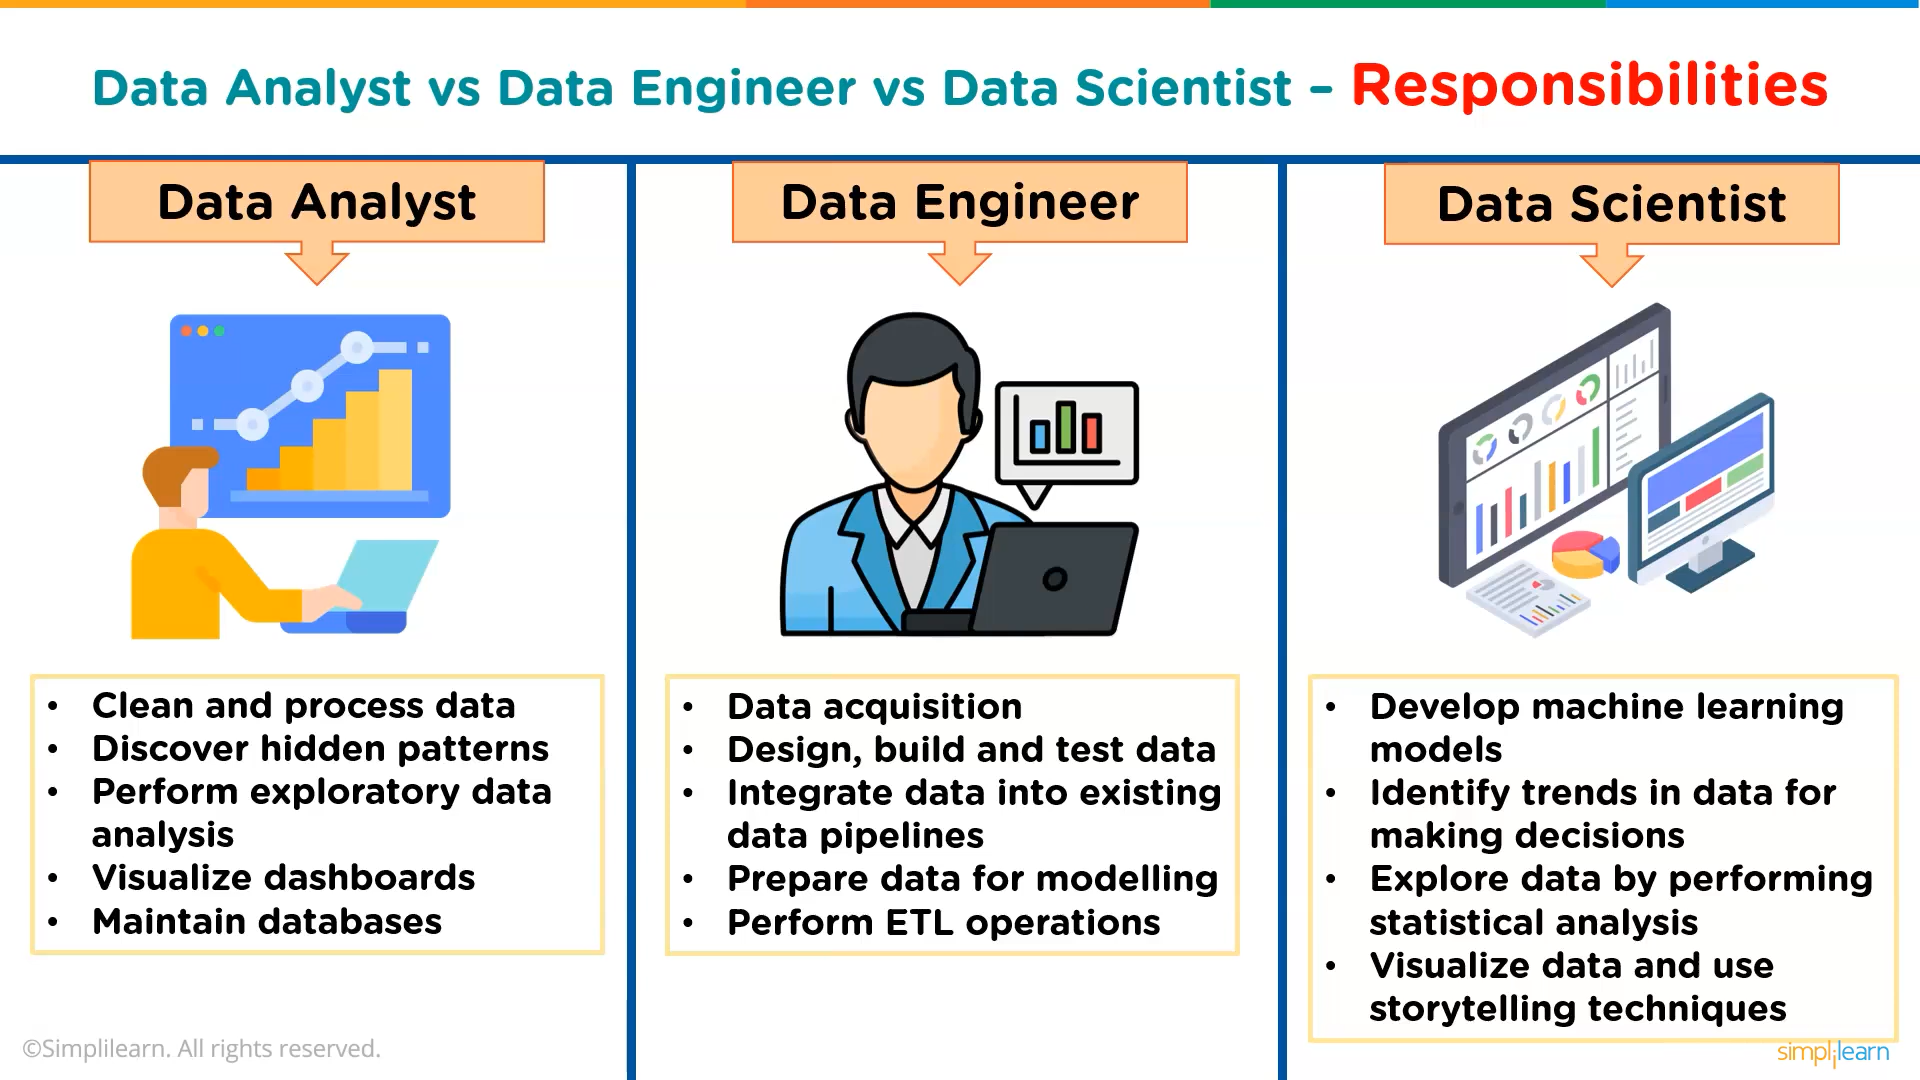 Data Analyst vs Data Engineer vs Data Scientist – Responsibilities
Data Analyst
• Clean and process data
• Discover hidden patterns
• Perform exploratory data
analysis
• Visualize dashboards
• Maintain databases
Data Engineer
• Data acquisition
• Design, build and test data
• Integrate data into existing
data pipelines
• Prepare data for modelling
• Perform ETL operations
Data Scientist
• Develop machine learning
models
• Identify trends in data for
making decisions
• Explore data by performing
statistical analysis
• Visualize data and use
storytelling techniques
©Simplilearn. All rights reserved.
simplilearn